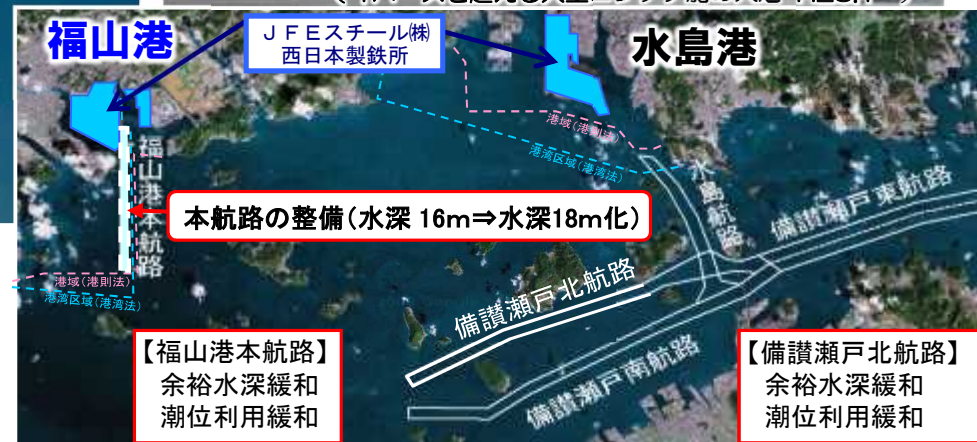 福山港
JFEスチール㈱
西日本製鉄所
水島港
港域(港則法)
港湾区域(港湾法)
水島航路
備讃瀬戸東航路
福山港本航路
本航路の整備(水深 16m⇒水深18m化)
港域(港則法)
港湾区域(港湾法)
備讃瀬戸北航路
備讃瀬戸南航路
【福山港本航路】
余裕水深緩和
潮位利用緩和
【備讃瀬戸北航路】
余裕水深緩和
潮位利用緩和